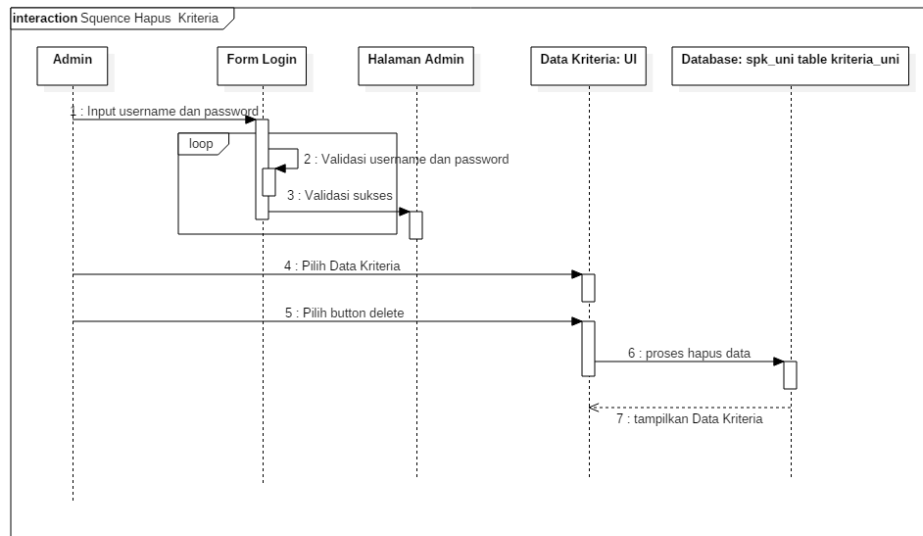 interaction Squence Hapus Kriteria
Admin
Form Login
Halaman Admin
Data Kriteria: UI
Database: spk_uni table kriteria_uni
1 : Input username dan password
loop
2 : Validasi username dan password
3 : Validasi sukses
4 : Pilih Data Kriteria
5 : Pilih button delete
6 : proses hapus data
7 : tampilkan Data Kriteria